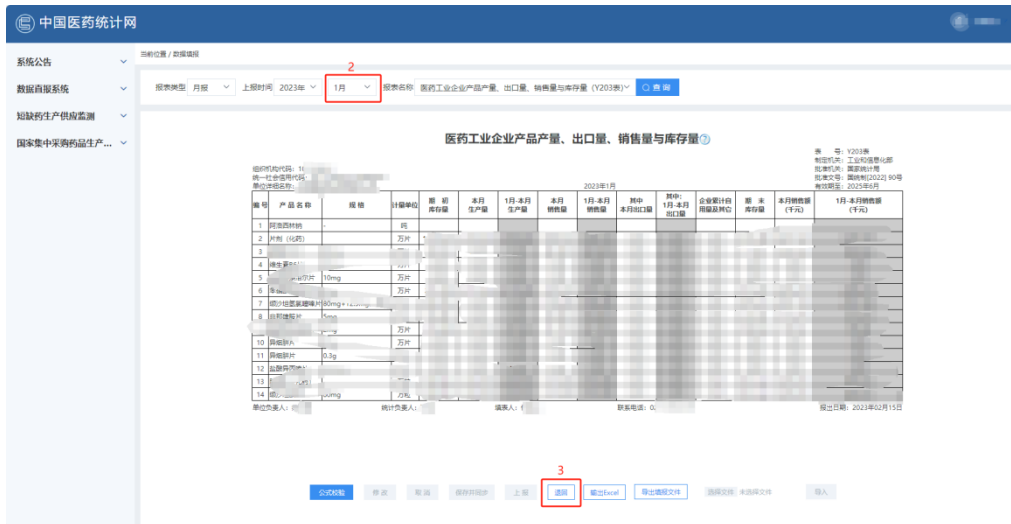 中国医药统计网
当前位置 / 数据填报
系统公告
数据直报系统
短缺药生产供应监测
国家集中采购药品生产...
2
报表类型 月报 上报时间 2023年 1月 报表名称 医药工业企业产品产量、出口量、销售量与库存量（Y203表） 查 询
医药工业企业产品产量、出口量、销售量与库存量
表 号：Y203表
制定机关：工业和信息化部
批准机关：国家统计局
批准文号：国统制[2022] 90号
有效期至：2025年6月
组织机构代码：
统一社会信用代码：
单位详细名称：
2023年1月
编 号 产 品 名 称 规 格 计量单位 期 初 库存量 本月 生产量 1月-本月 生产量 本月 销售量 1月-本月 销售量 其中 本月出口量 其中: 1月-本月 出口量 企业累计自用量及其它 期 末 库存量 本月销售额 (千元) 1月-本月销售额 (千元)
1 阿洛西林钠 - 吨
2 片剂（化药） 万片
3
4 维生素
5 10mg 万片
6 万片
7 缬沙坦氢氯噻嗪片
8 5mg
万片
10 异烟肼片 万片
11 异烟肼片 0.3g
12 盐酸
13
14 万粒
单位负责人： 统计负责人： 填表人： 联系电话： 报出日期：2023年02月15日
3
公式校验 修 改 取 消 保存并同步 上 报 退回 输出Excel 导出填报文件 选择文件 未选择文件 导入